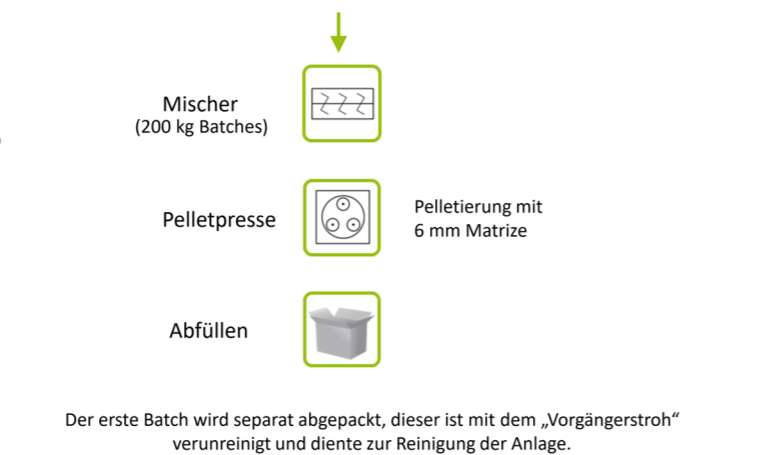 Mischer
(200 kg Batches)
Pelletpresse
Pelletierung mit
6 mm Matrize
Abfüllen
Der erste Batch wird separat abgepackt, dieser ist mit dem „Vorgängerstroh“
verunreinigt und diente zur Reinigung der Anlage.